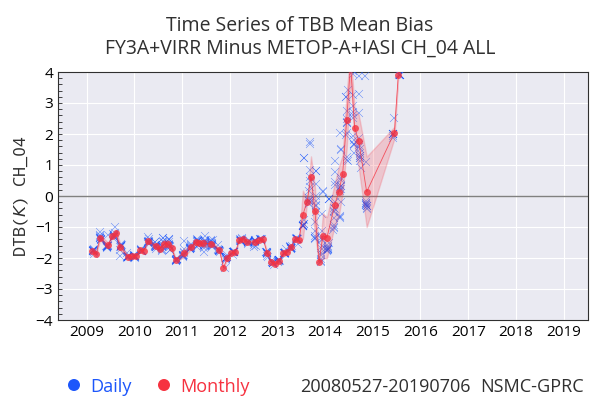 Time Series of TBB Mean Bias
FY3A+VIRR Minus METOP-A+IASI CH_04 ALL
DTB(K) CH_04
4
3
2
1
0
−1
−2
−3
−4
2009 2010 2011 2012 2013 2014 2015 2016 2017 2018 2019
Daily Monthly 20080527-20190706 NSMC-GPRC